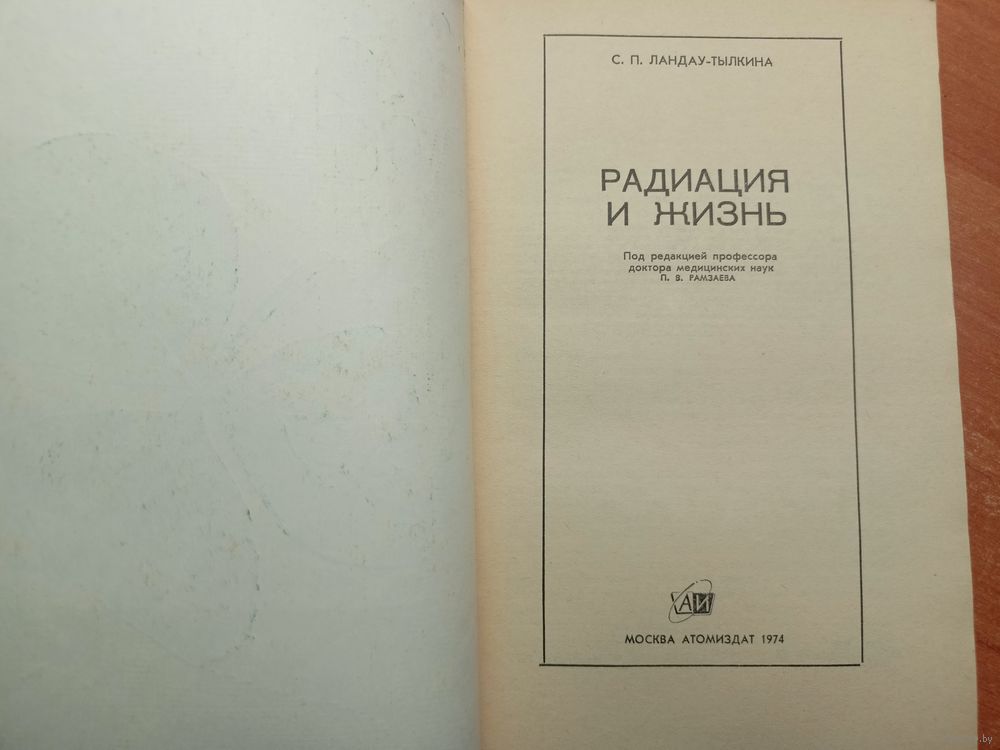 С. П. ЛАНДАУ-ТЫЛКИНА
РАДИАЦИЯ
И ЖИЗНЬ
Под редакцией профессора
доктора медицинских наук
П. В. РАМЗАЕВА
АИ
МОСКВА АТОМИЗДАТ 1974